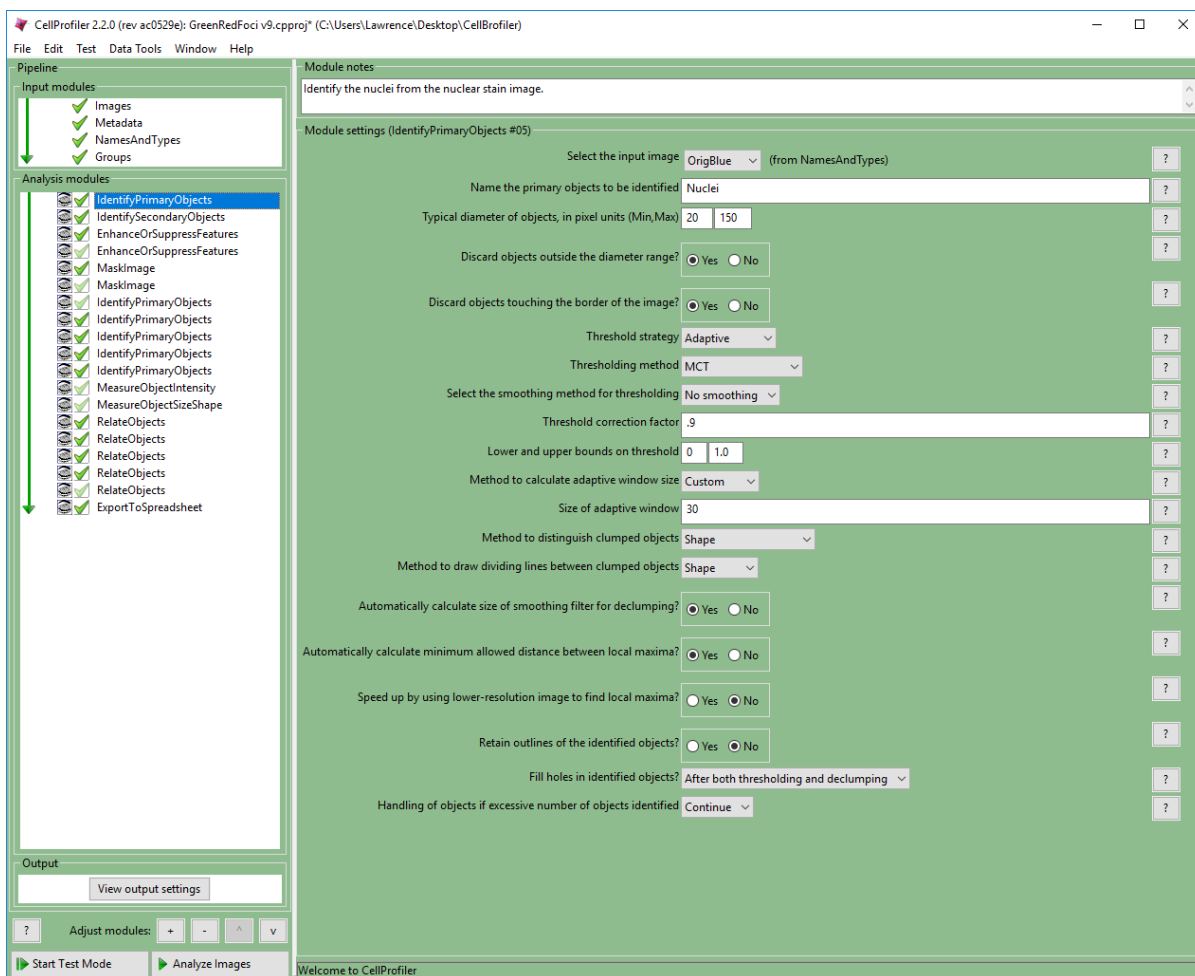 CellProfiler 2.2.0 (rev ac0529e): GreenRedFoci v9.cpproj* (C:\Users\Lawrence\Desktop\CellBrofiler)
File Edit Test Data Tools Window Help
Pipeline
Input modules
Images
Metadata
NamesAndTypes
Groups
Analysis modules
IdentifyPrimaryObjects
IdentifySecondaryObjects
EnhanceOrSuppressFeatures
EnhanceOrSuppressFeatures
MaskImage
MaskImage
IdentifyPrimaryObjects
IdentifyPrimaryObjects
IdentifyPrimaryObjects
IdentifyPrimaryObjects
IdentifyPrimaryObjects
MeasureObjectIntensity
MeasureObjectSizeShape
RelateObjects
RelateObjects
RelateObjects
RelateObjects
RelateObjects
ExportToSpreadsheet
Output
View output settings
? Adjust modules: + - ^ v
Start Test Mode Analyze Images
Module notes
Identify the nuclei from the nuclear stain image.
Module settings (IdentifyPrimaryObjects #05)
Select the input image OrigBlue (from NamesAndTypes) ?
Name the primary objects to be identified Nuclei ?
Typical diameter of objects, in pixel units (Min,Max) 20 150 ?
Discard objects outside the diameter range? Yes No ?
Discard objects touching the border of the image? Yes No ?
Threshold strategy Adaptive ?
Thresholding method MCT ?
Select the smoothing method for thresholding No smoothing ?
Threshold correction factor .9 ?
Lower and upper bounds on threshold 0 1.0 ?
Method to calculate adaptive window size Custom ?
Size of adaptive window 30 ?
Method to distinguish clumped objects Shape ?
Method to draw dividing lines between clumped objects Shape ?
Automatically calculate size of smoothing filter for declumping? Yes No ?
Automatically calculate minimum allowed distance between local maxima? Yes No ?
Speed up by using lower-resolution image to find local maxima? Yes No ?
Retain outlines of the identified objects? Yes No ?
Fill holes in identified objects? After both thresholding and declumping ?
Handling of objects if excessive number of objects identified Continue ?
Welcome to CellProfiler